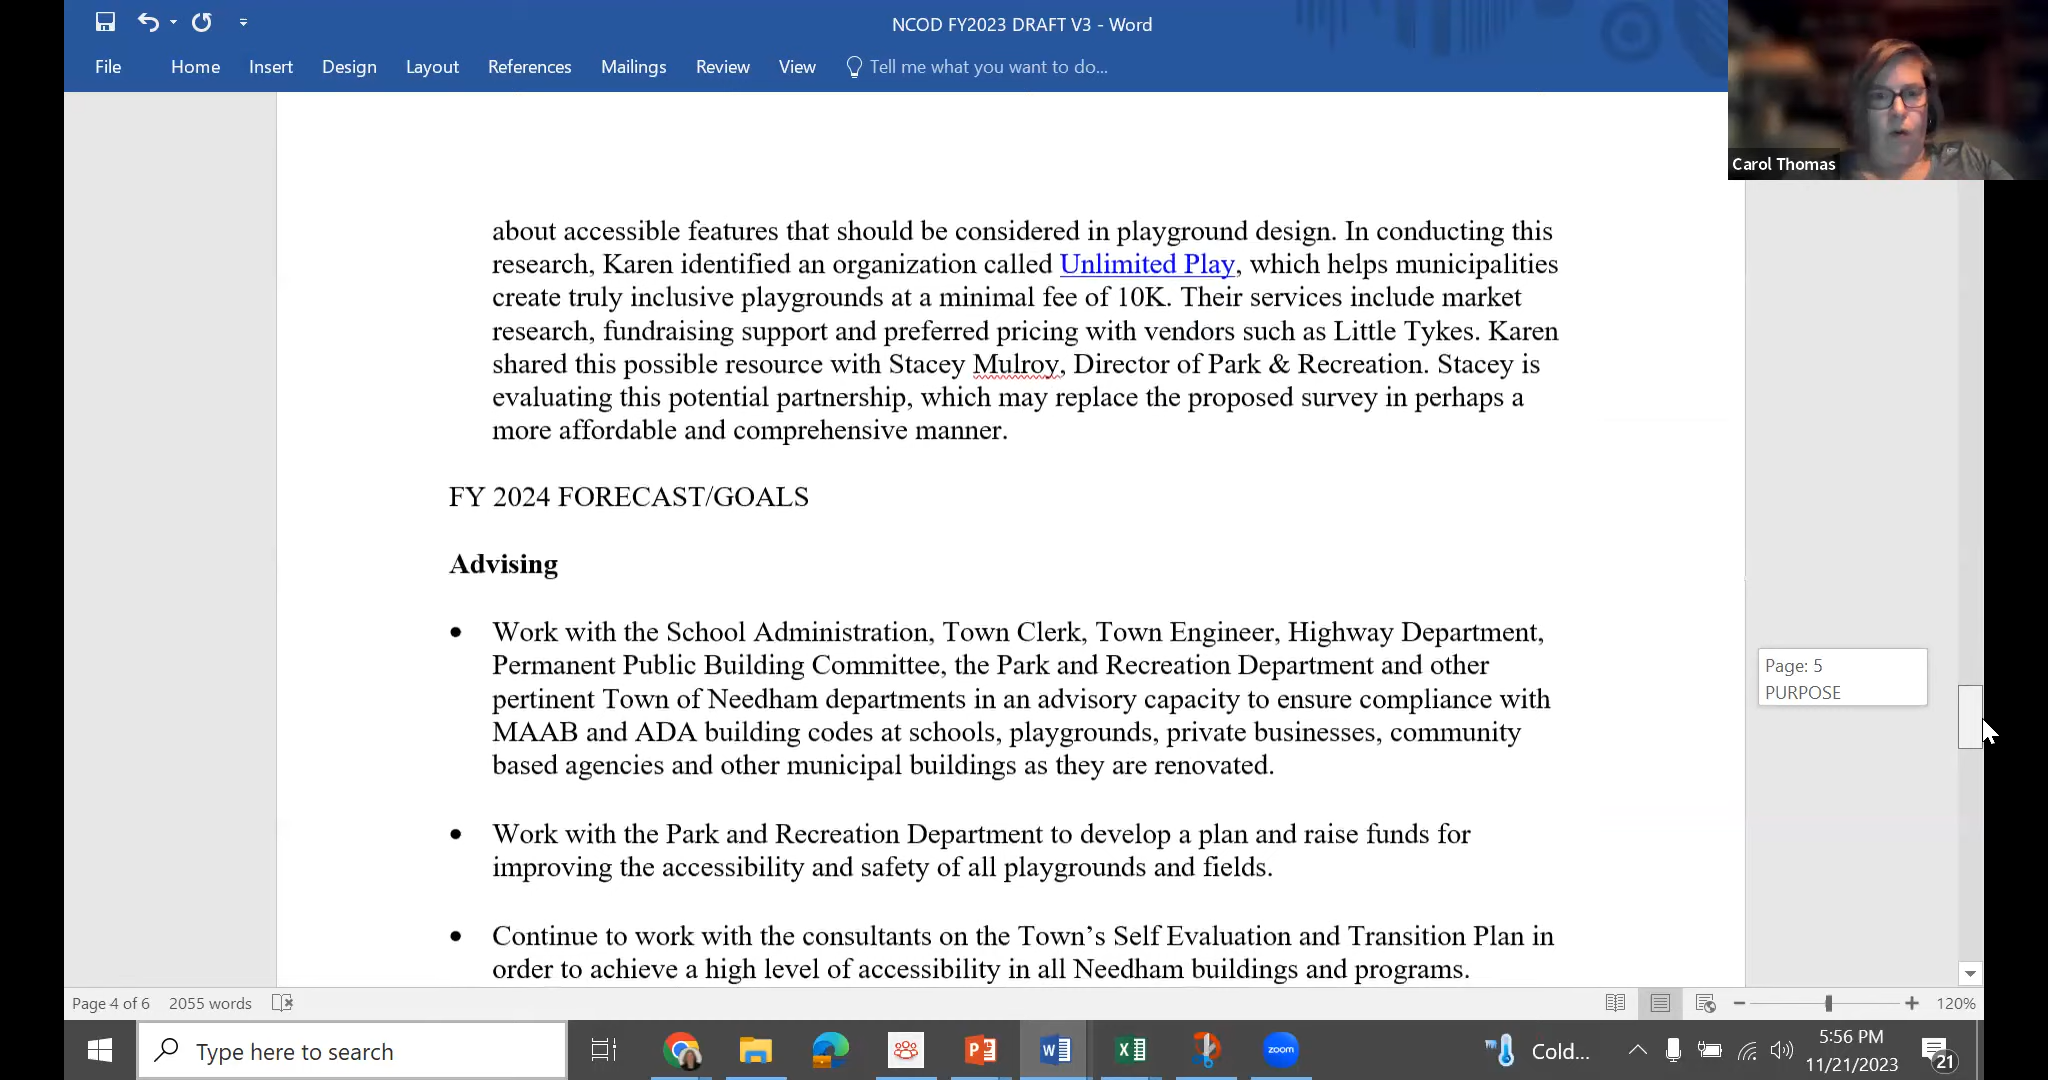 NCOD FY2023 DRAFT V3 - Word
File Home Insert Design Layout References Mailings Review View Tell me what you want to do...
Carol Thomas
about accessible features that should be considered in playground design. In conducting this
research, Karen identified an organization called Unlimited Play, which helps municipalities
create truly inclusive playgrounds at a minimal fee of 10K. Their services include market
research, fundraising support and preferred pricing with vendors such as Little Tykes. Karen
shared this possible resource with Stacey Mulroy, Director of Park & Recreation. Stacey is
evaluating this potential partnership, which may replace the proposed survey in perhaps a
more affordable and comprehensive manner.
FY 2024 FORECAST/GOALS
Advising
• Work with the School Administration, Town Clerk, Town Engineer, Highway Department,
Permanent Public Building Committee, the Park and Recreation Department and other
pertinent Town of Needham departments in an advisory capacity to ensure compliance with
MAAB and ADA building codes at schools, playgrounds, private businesses, community
based agencies and other municipal buildings as they are renovated.
• Work with the Park and Recreation Department to develop a plan and raise funds for
improving the accessibility and safety of all playgrounds and fields.
• Continue to work with the consultants on the Town’s Self Evaluation and Transition Plan in
order to achieve a high level of accessibility in all Needham buildings and programs.
Page: 5
PURPOSE
Page 4 of 6 2055 words 120%
Type here to search
zoom
Cold...
5:56 PM
11/21/2023
21